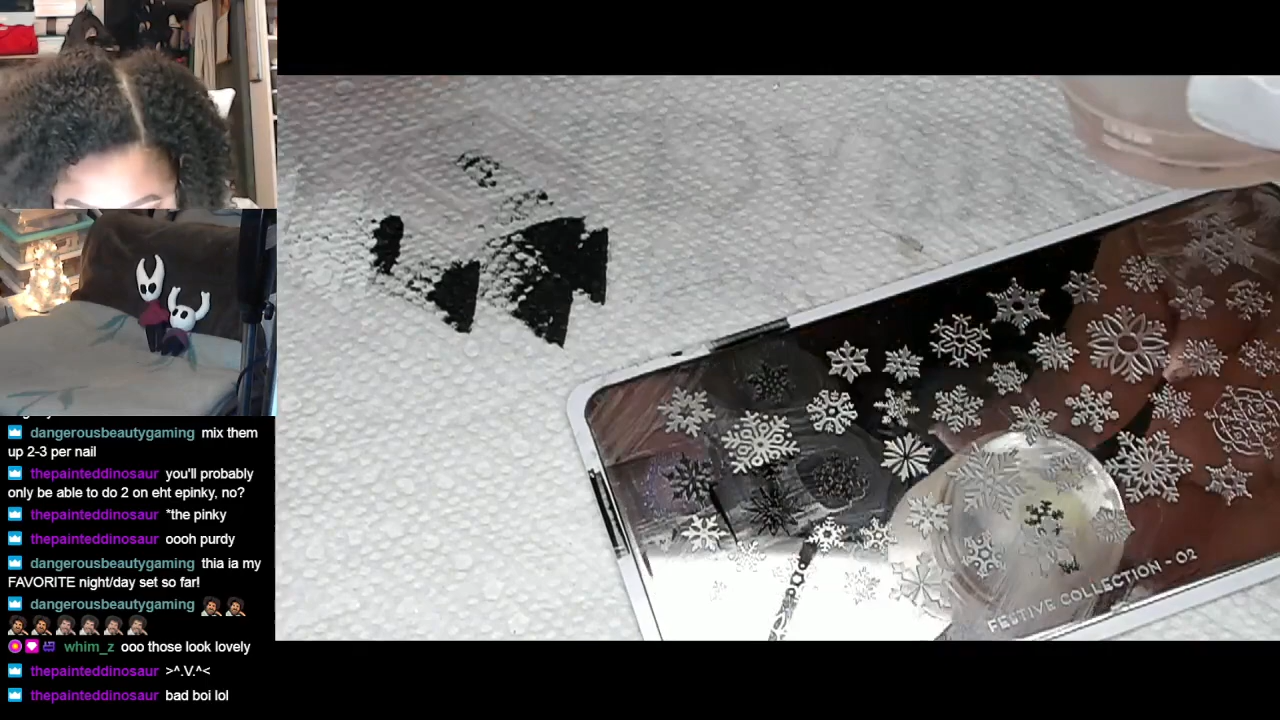 dangerousbeautygaming mix them
up 2-3 per nail
thepainteddinosaur you'll probably
only be able to do 2 on eht epinky, no?
thepainteddinosaur *the pinky
thepainteddinosaur oooh purdy
dangerousbeautygaming thia ia my
FAVORITE night/day set so far!
dangerousbeautygaming
whim_z ooo those look lovely
thepainteddinosaur >^.V.^<
thepainteddinosaur bad boi lol
FESTIVE COLLECTION - 02